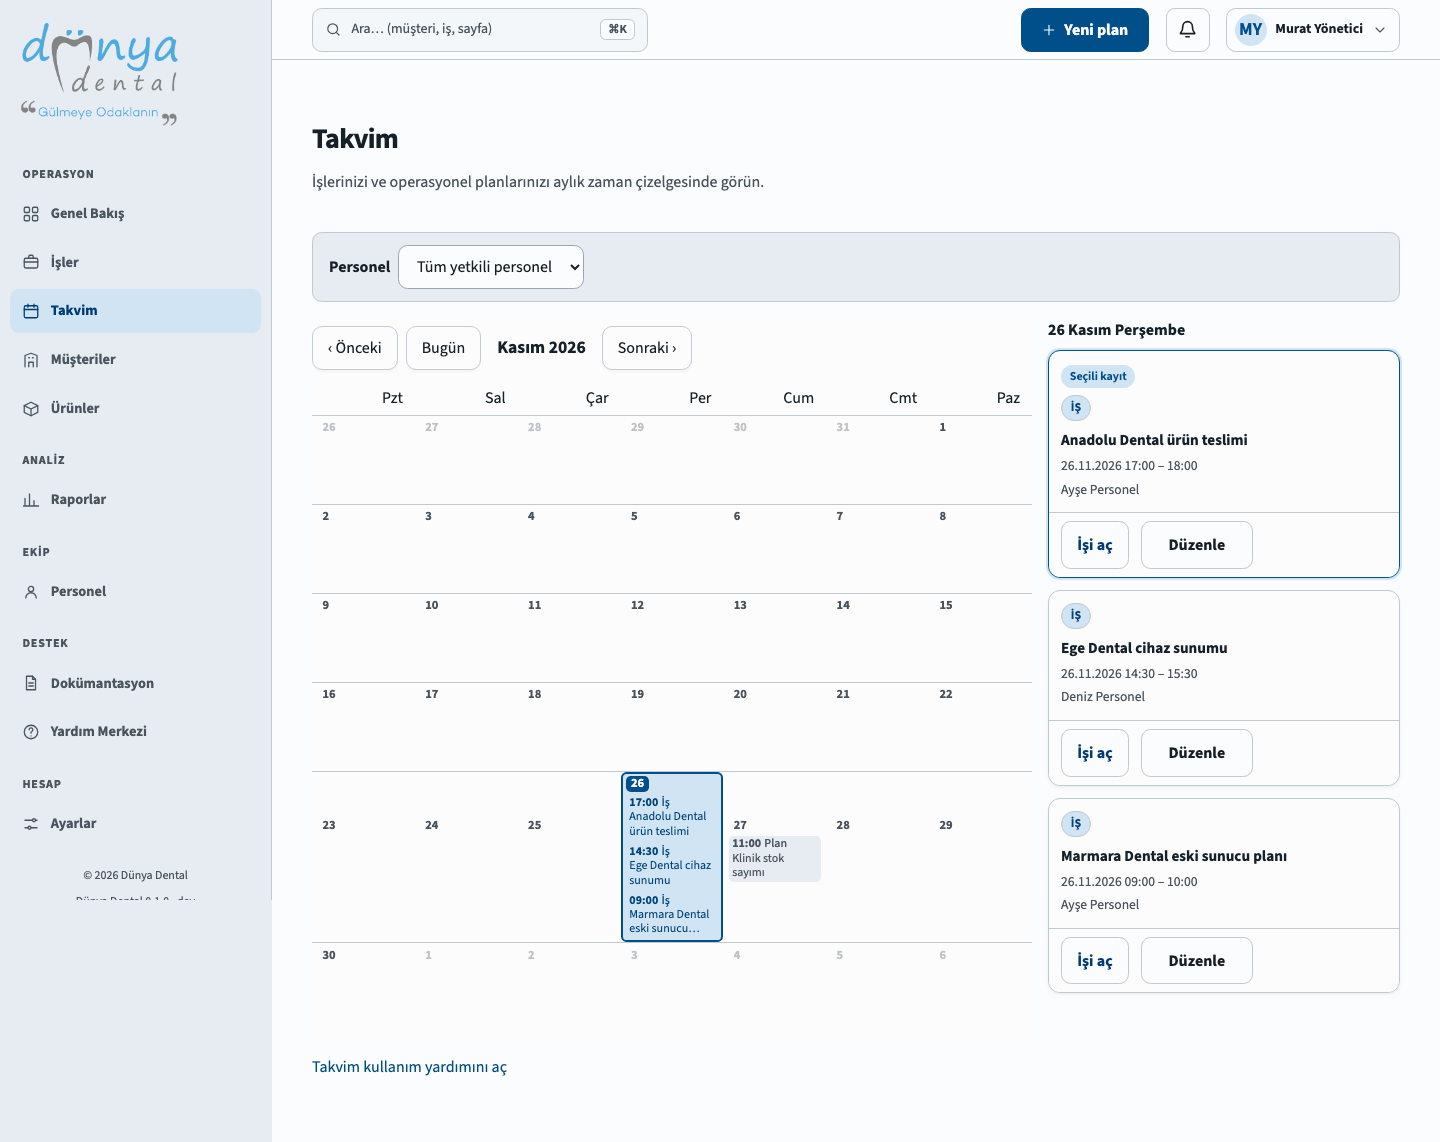 dünya
dental
“Gülmeye Odaklanın”
OPERASYON
Genel Bakış
İşler
Takvim
Müşteriler
Ürünler
ANALİZ
Raporlar
EKİP
Personel
DESTEK
Dokümantasyon
Yardım Merkezi
HESAP
Ayarlar
© 2026 Dünya Dental
Ara… (müşteri, iş, sayfa) ⌘K
+ Yeni plan
MY Murat Yönetici
Takvim
İşlerinizi ve operasyonel planlarınızı aylık zaman çizelgesinde görün.
Personel Tüm yetkili personel
‹ Önceki Bugün Kasım 2026 Sonraki ›
Pzt Sal Çar Per Cum Cmt Paz
26 27 28 29 30 31 1
2 3 4 5 6 7 8
9 10 11 12 13 14 15
16 17 18 19 20 21 22
23 24 25 26 27 28 29
17:00 İş
Anadolu Dental
ürün teslimi
14:30 İş
Ege Dental cihaz
sunumu
09:00 İş
Marmara Dental
eski sunucu…
11:00 Plan
Klinik stok
sayımı
30 1 2 3 4 5 6
26 Kasım Perşembe
Seçili kayıt
İŞ
Anadolu Dental ürün teslimi
26.11.2026 17:00 – 18:00
Ayşe Personel
İşi aç Düzenle
İŞ
Ege Dental cihaz sunumu
26.11.2026 14:30 – 15:30
Deniz Personel
İşi aç Düzenle
İŞ
Marmara Dental eski sunucu planı
26.11.2026 09:00 – 10:00
Ayşe Personel
İşi aç Düzenle
Takvim kullanım yardımını aç